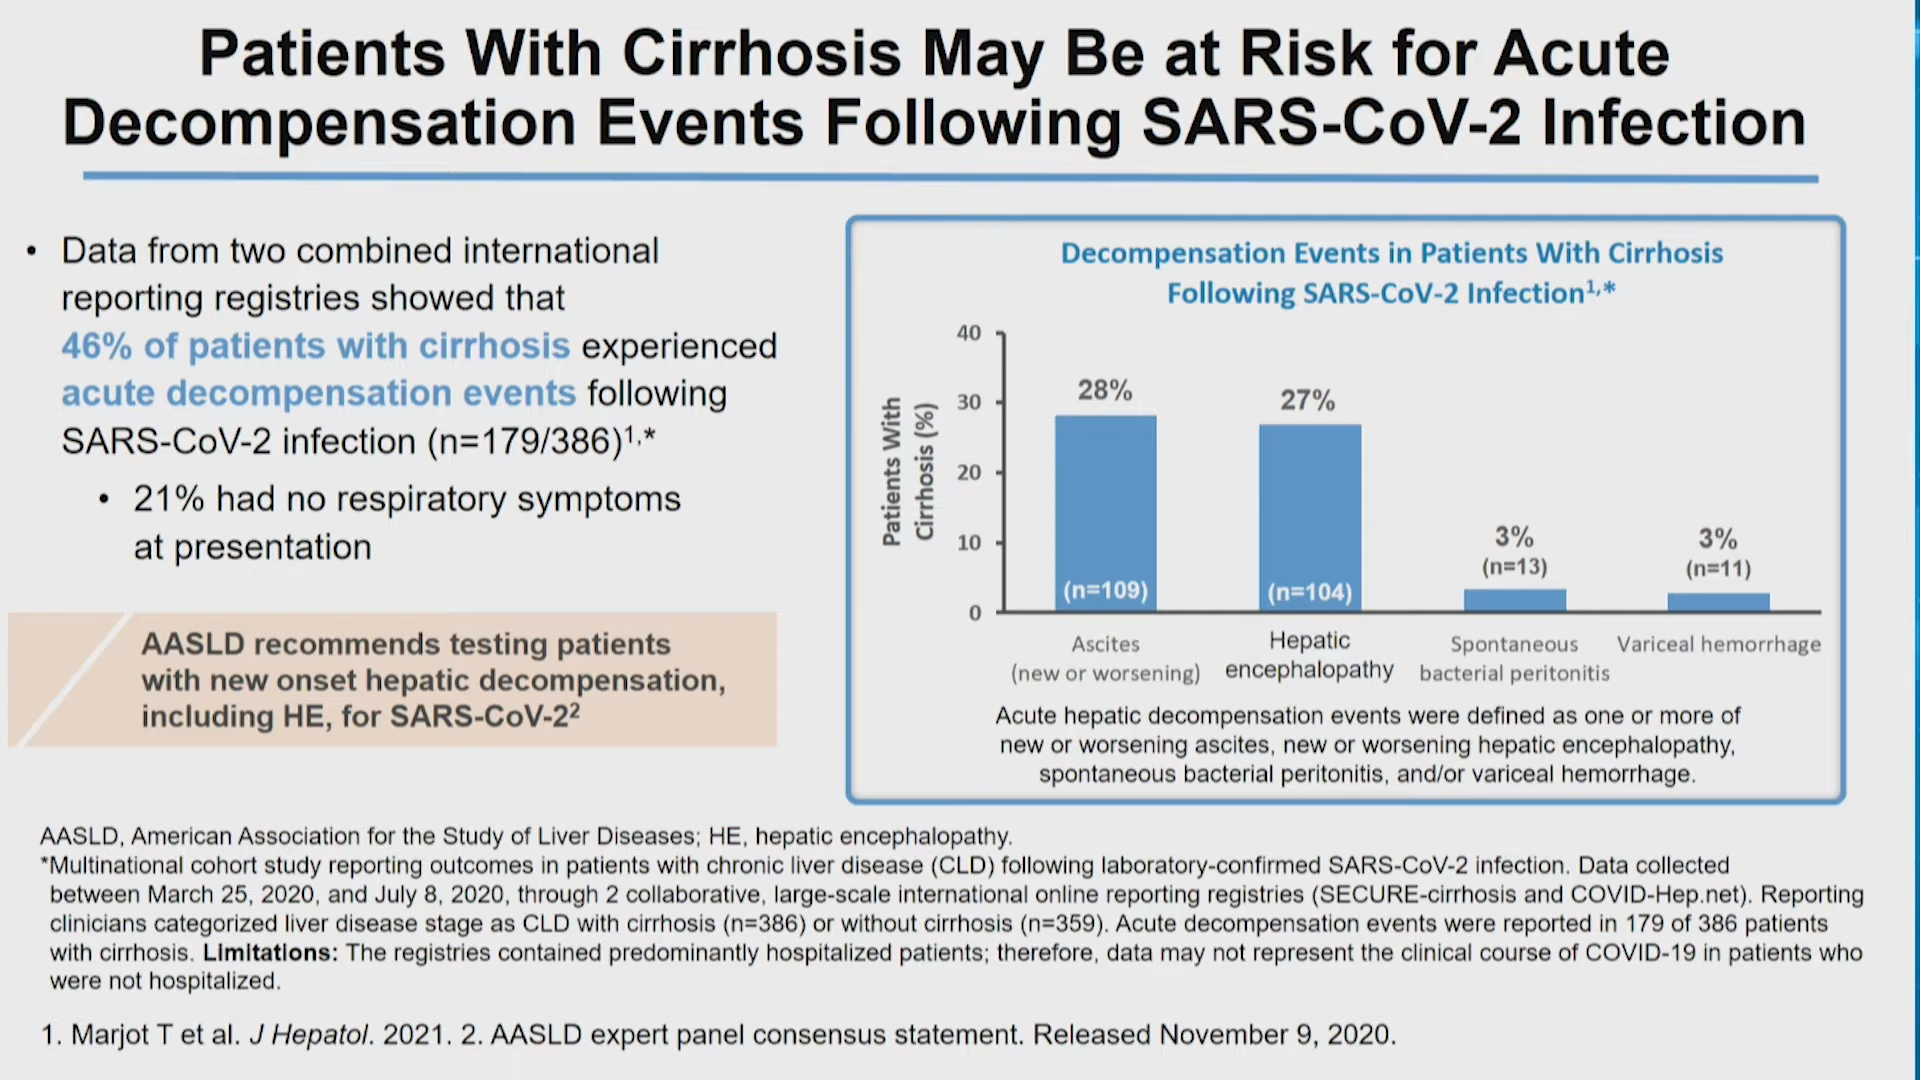 Patients With Cirrhosis May Be at Risk for Acute
Decompensation Events Following SARS-CoV-2 Infection
• Data from two combined international
reporting registries showed that
46% of patients with cirrhosis experienced
acute decompensation events following
SARS-CoV-2 infection (n=179/386)¹,*
• 21% had no respiratory symptoms
at presentation
AASLD recommends testing patients
with new onset hepatic decompensation,
including HE, for SARS-CoV-2²
Decompensation Events in Patients With Cirrhosis
Following SARS-CoV-2 Infection¹,*
Patients With
Cirrhosis (%)
40
30
20
10
0
28%
(n=109)
27%
(n=104)
3%
(n=13)
3%
(n=11)
Ascites
(new or worsening)
Hepatic
encephalopathy
Spontaneous
bacterial peritonitis
Variceal hemorrhage
Acute hepatic decompensation events were defined as one or more of
new or worsening ascites, new or worsening hepatic encephalopathy,
spontaneous bacterial peritonitis, and/or variceal hemorrhage.
AASLD, American Association for the Study of Liver Diseases; HE, hepatic encephalopathy.
*Multinational cohort study reporting outcomes in patients with chronic liver disease (CLD) following laboratory-confirmed SARS-CoV-2 infection. Data collected
between March 25, 2020, and July 8, 2020, through 2 collaborative, large-scale international online reporting registries (SECURE-cirrhosis and COVID-Hep.net). Reporting
clinicians categorized liver disease stage as CLD with cirrhosis (n=386) or without cirrhosis (n=359). Acute decompensation events were reported in 179 of 386 patients
with cirrhosis. Limitations: The registries contained predominantly hospitalized patients; therefore, data may not represent the clinical course of COVID-19 in patients who
were not hospitalized.
1. Marjot T et al. J Hepatol. 2021. 2. AASLD expert panel consensus statement. Released November 9, 2020.